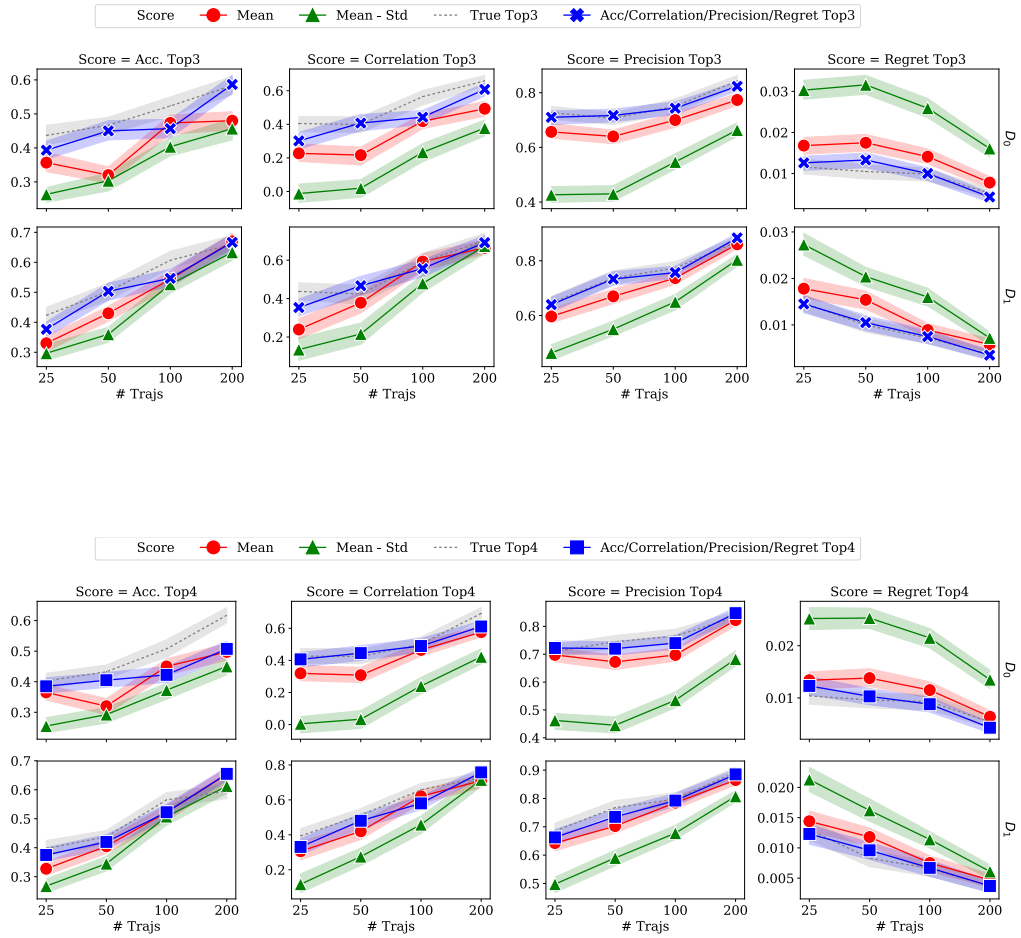 Score Mean Mean - Std True Top3 Acc/Correlation/Precision/Regret Top3
Score = Acc. Top3 Score = Correlation Top3 Score = Precision Top3 Score = Regret Top3
0.6 0.6 0.8 0.03
0.5 0.4 0.6 0.02
0.4 0.2 0.4 0.01
0.3 0.0
D0
0.7 0.6 0.8 0.03
0.6 0.4 0.6 0.02
0.5 0.2 0.01
0.4
0.3
D1
25 50 100 200 25 50 100 200 25 50 100 200 25 50 100 200
# Trajs # Trajs # Trajs # Trajs
Score Mean Mean - Std True Top4 Acc/Correlation/Precision/Regret Top4
Score = Acc. Top4 Score = Correlation Top4 Score = Precision Top4 Score = Regret Top4
0.6 0.6 0.8 0.02
0.5 0.4 0.7 0.01
0.4 0.2 0.6
0.3 0.0 0.5
0.4
D0
0.7 0.8 0.9 0.020
0.6 0.6 0.8 0.015
0.5 0.4 0.7 0.010
0.4 0.2 0.6 0.005
0.3 0.5
D1
25 50 100 200 25 50 100 200 25 50 100 200 25 50 100 200
# Trajs # Trajs # Trajs # Trajs